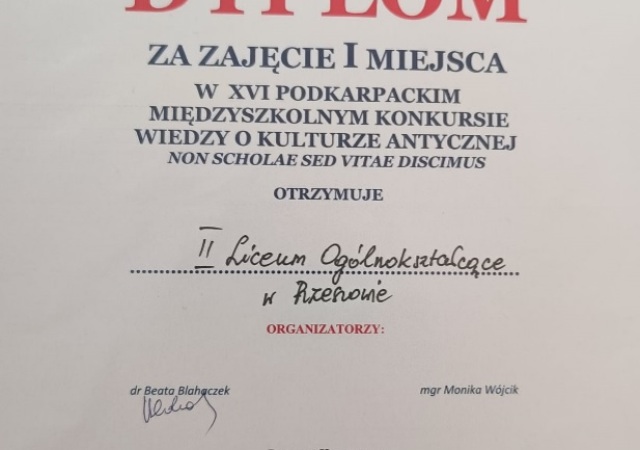 DYPLOM
ZA ZAJĘCIE I MIEJSCA
W XVI PODKARPACKIM
MIĘDZYSZKOLNYM KONKURSIE
WIEDZY O KULTURZE ANTYCZNEJ
NON SCHOLAE SED VITAE DISCIMUS
OTRZYMUJE
II Liceum Ogólnokształcące
w Rzeszowie
ORGANIZATORZY:
dr Beata Blahaczek mgr Monika Wójcik